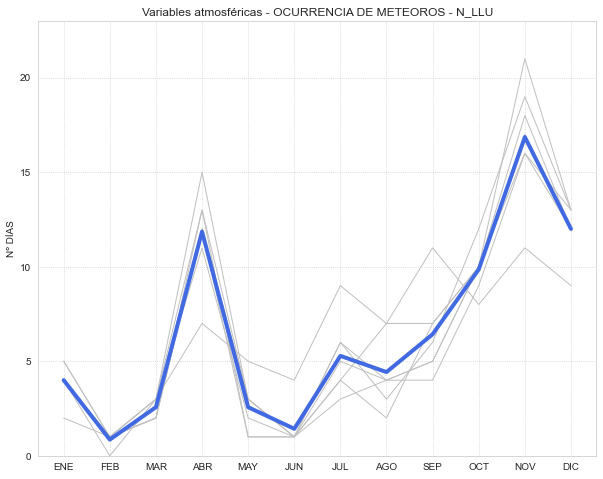 Variables atmosféricas - OCURRENCIA DE METEOROS - N_LLU
N° DÍAS
20
15
10
5
0
ENE FEB MAR ABR MAY JUN JUL AGO SEP OCT NOV DIC